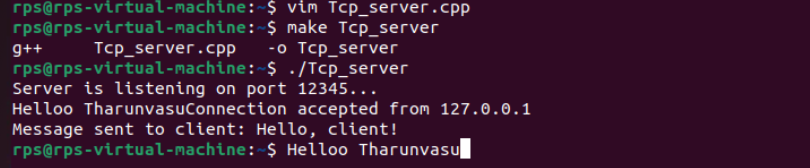 rps@rps-virtual-machine:~$ vim Tcp_server.cpp
rps@rps-virtual-machine:~$ make Tcp_server
g++     Tcp_server.cpp   -o Tcp_server
rps@rps-virtual-machine:~$ ./Tcp_server
Server is listening on port 12345...
Helloo TharunvasuConnection accepted from 127.0.0.1
Message sent to client: Hello, client!
rps@rps-virtual-machine:~$ Helloo Tharunvasu